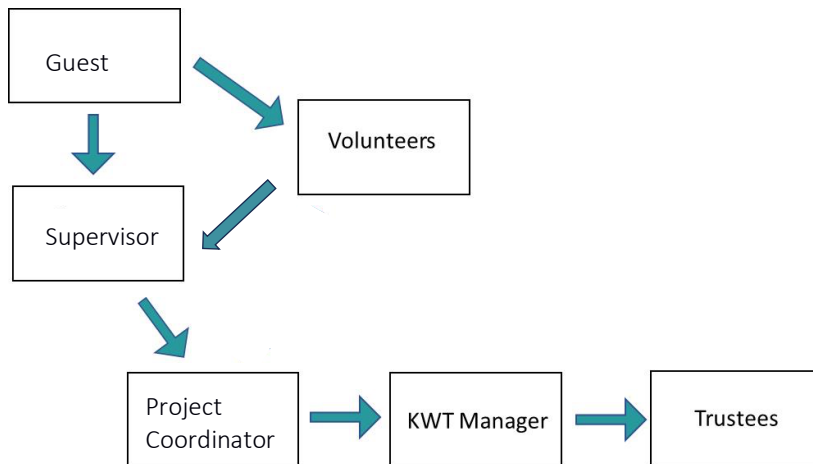 Guest
Volunteers
Supervisor
Project
Coordinator
KWT Manager
Trustees